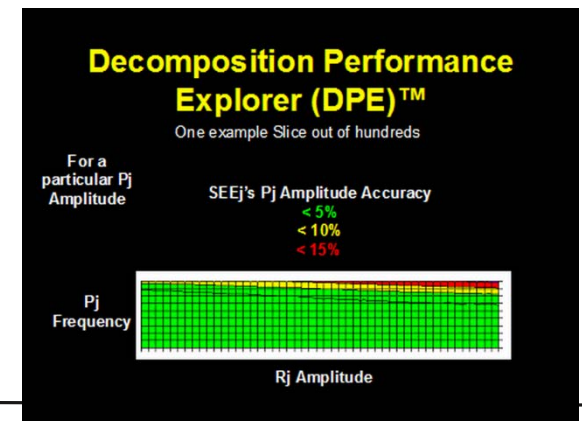 Decomposition Performance
Explorer (DPE)™
One example Slice out of hundreds
For a
particular Pj
Amplitude
SEEj's Pj Amplitude Accuracy
< 5%
< 10%
< 15%
Pj
Frequency
Rj Amplitude